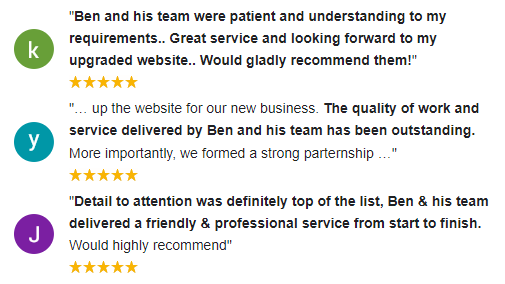 k
"Ben and his team were patient and understanding to my
requirements.. Great service and looking forward to my
upgraded website.. Would gladly recommend them!"
y
"… up the website for our new business. The quality of work and
service delivered by Ben and his team has been outstanding.
More importantly, we formed a strong parternship …"
J
"Detail to attention was definitely top of the list, Ben & his team
delivered a friendly & professional service from start to finish.
Would highly recommend"